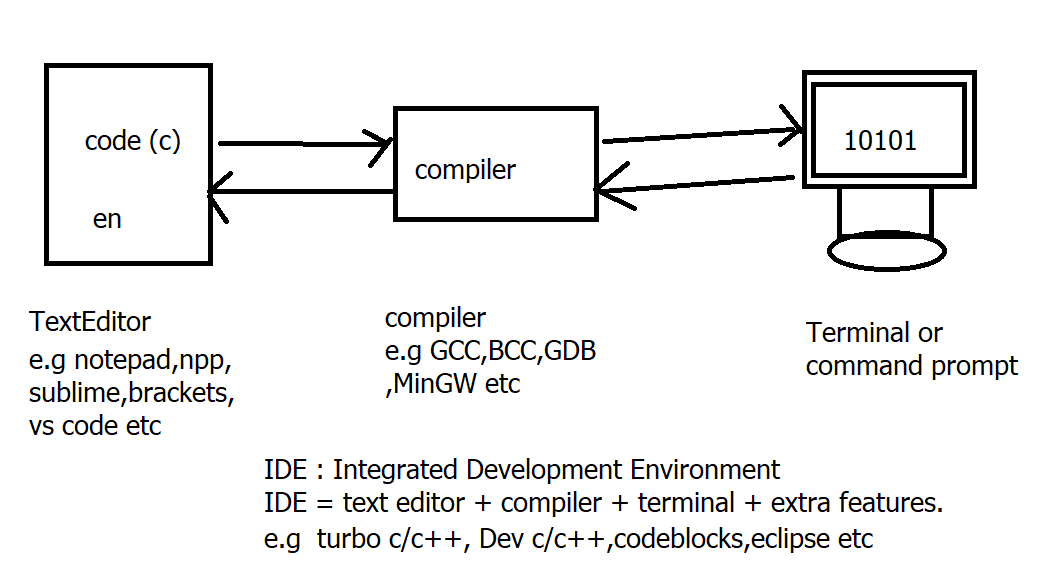 code (c)
en
compiler
10101
TextEditor
e.g notepad,npp,
sublime,brackets,
vs code etc
compiler
e.g GCC,BCC,GDB
,MinGW etc
Terminal or
command prompt
IDE : Integrated Development Environment
IDE = text editor + compiler + terminal + extra features.
e.g  turbo c/c++, Dev c/c++,codeblocks,eclipse etc